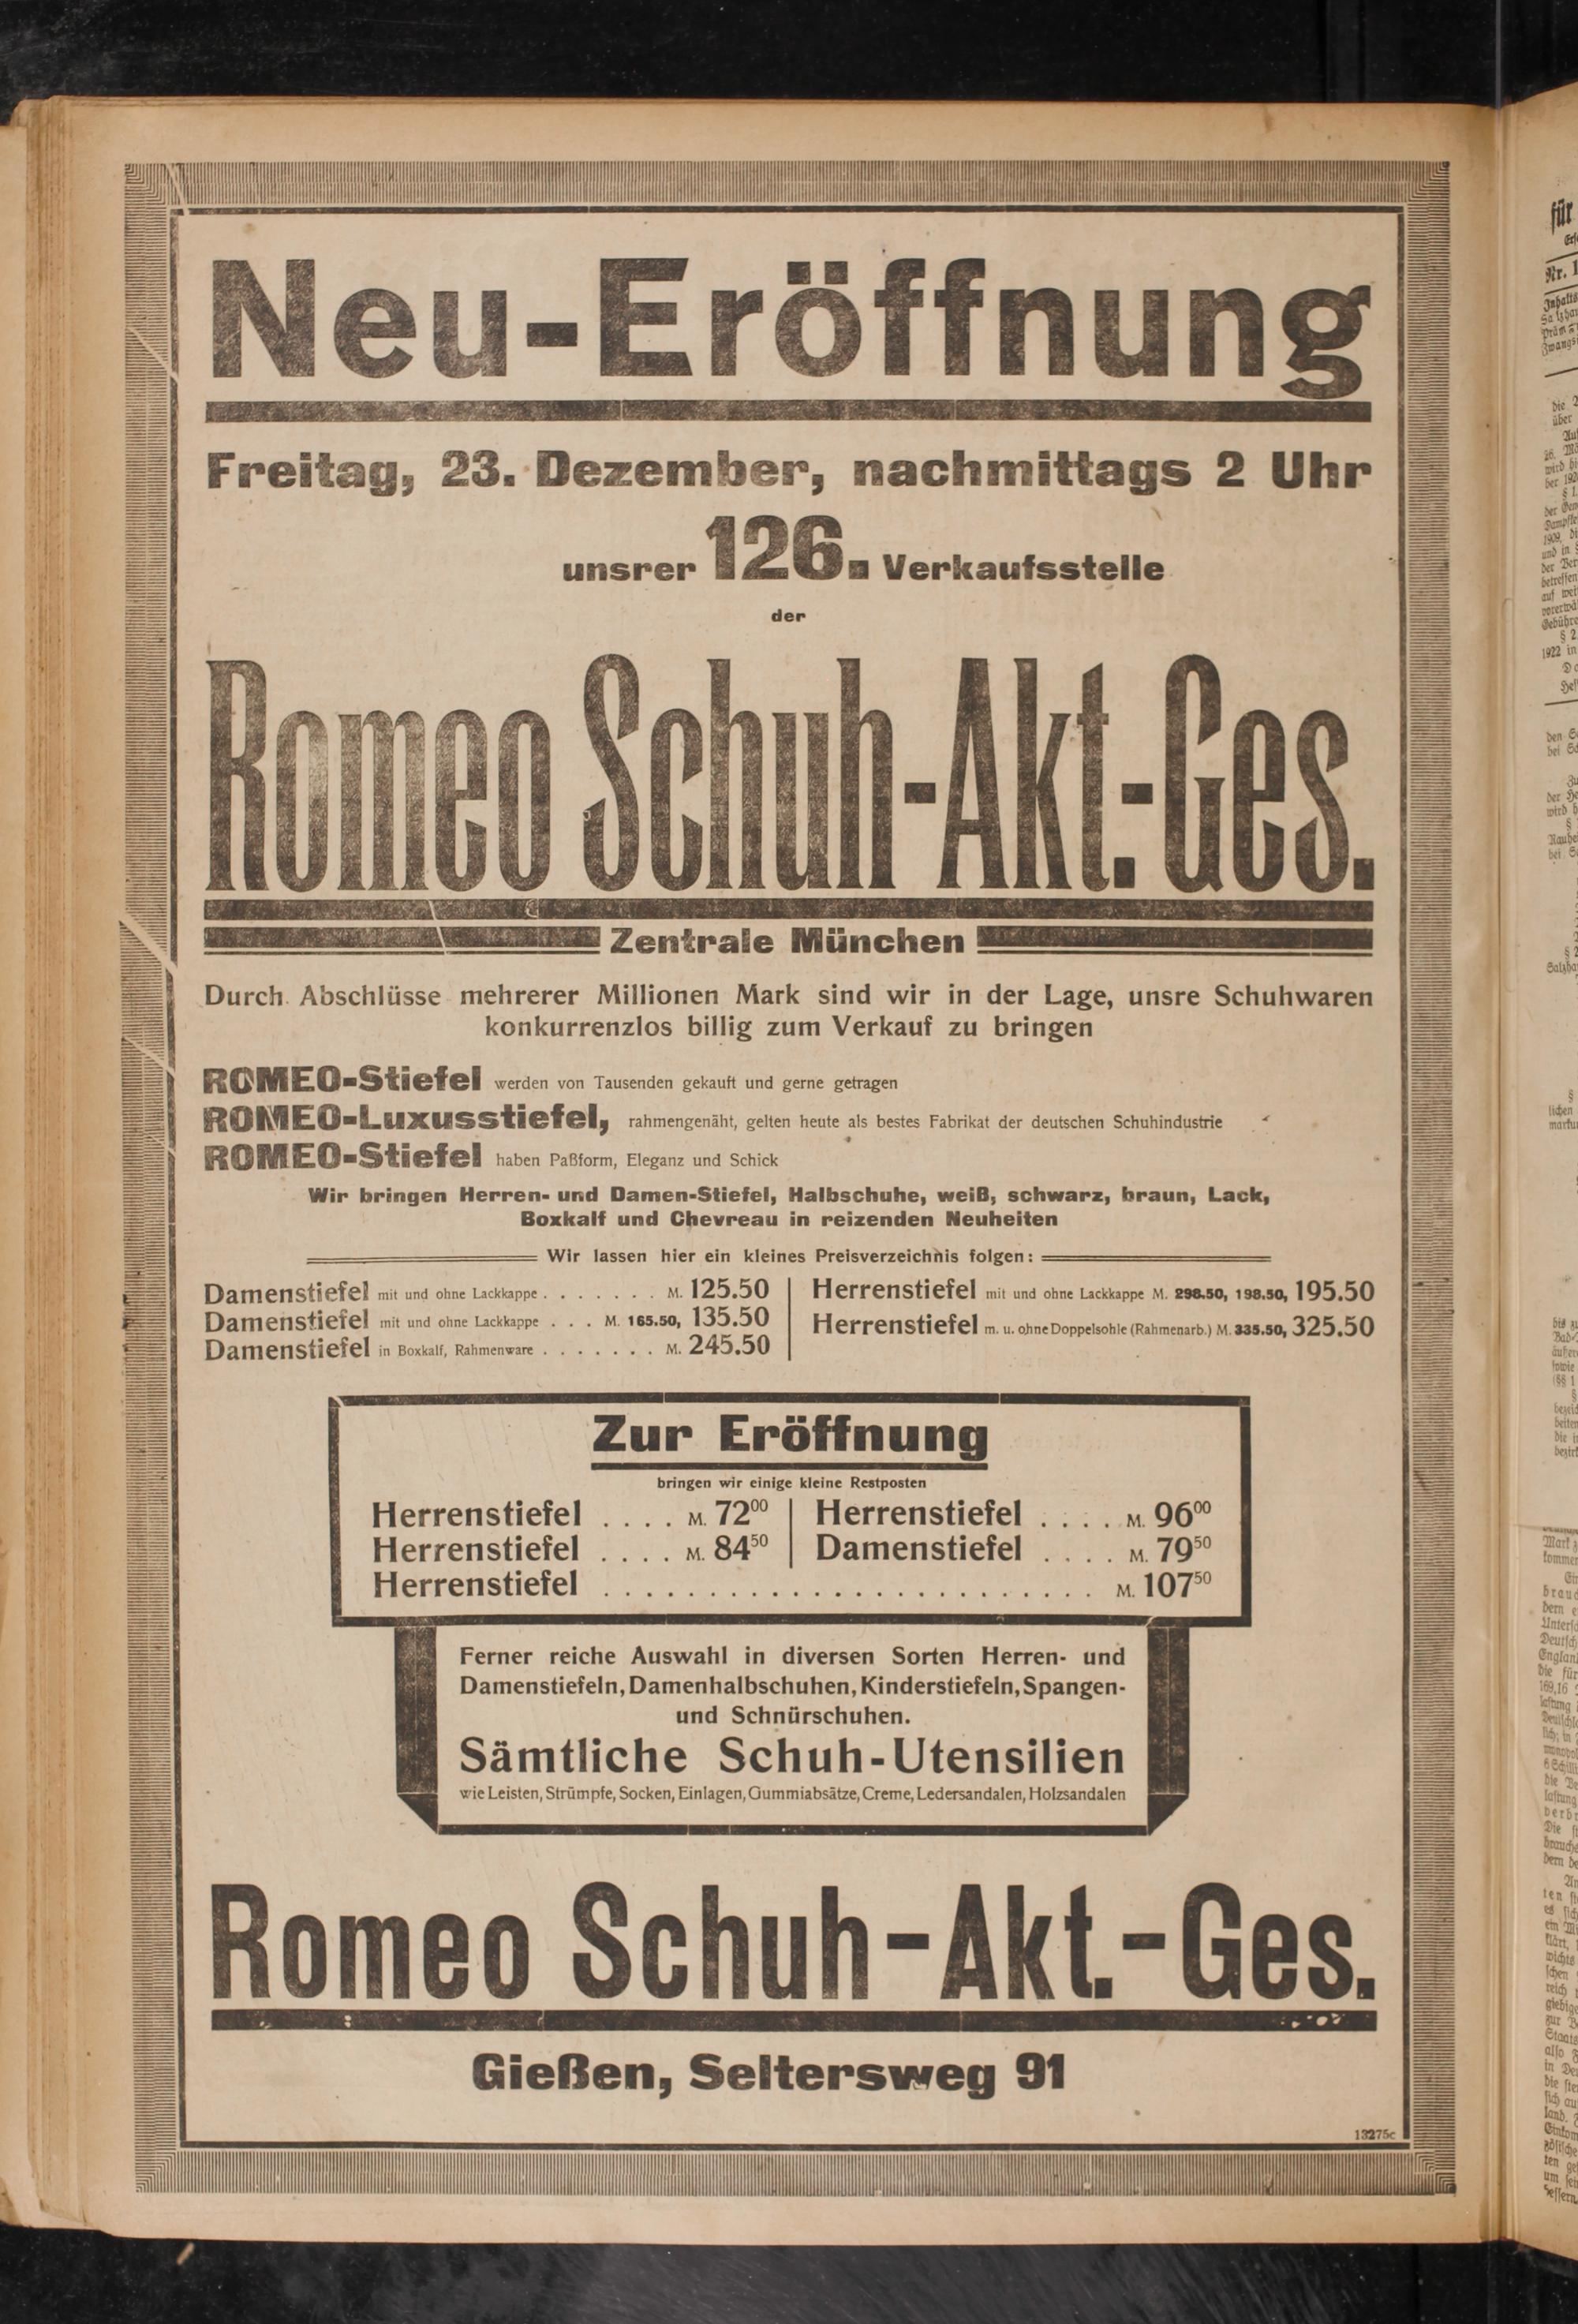 Neu-Eröffnung
Freitag, 23. Dezember, nachmittags 2 Uhr
unsrer 126. Verkaufsstelle
der
Romeo Schuh-Akt.-Ges.
Zentrale München
Durch Abschlüsse mehrerer Millionen Mark sind wir in der Lage, unsre Schuhwaren
konkurrenzlos billig zum Verkauf zu bringen
ROMEO-Stiefel werden von Tausenden gekauft und gerne getragen
ROMEO-Luxusstiefel, rahmengenäht, gelten heute als bestes Fabrikat der deutschen Schuhindustrie
ROMEO-Stiefel haben Paßform, Eleganz und Schick
Wir bringen Herren- und Damen-Stiefel, Halbschuhe, weiß, schwarz, braun, Lack,
Boxkalf und Chevreau in reizenden Neuheiten
Wir lassen hier ein kleines Preisverzeichnis folgen:
Damenstiefel mit und ohne Lackkappe . . . . . . . M. 125.50
Damenstiefel mit und ohne Lackkappe . . . M. 165.50, 135.50
Damenstiefel in Boxkalf, Rahmenware . . . . . . . M. 245.50
Herrenstiefel mit und ohne Lackkappe M. 298.50, 198.50, 195.50
Herrenstiefel m. u. ohne Doppelsohle (Rahmenarb.) M. 335.50, 325.50
Zur Eröffnung
bringen wir einige kleine Restposten
Herrenstiefel . . . . M. 72⁰⁰
Herrenstiefel . . . . M. 84⁵⁰
Herrenstiefel . . . . M. 96⁰⁰
Damenstiefel . . . . M. 79⁵⁰
Herrenstiefel . . . . . . . . . . . . . . . . . . . . . . . M. 107⁵⁰
Ferner reiche Auswahl in diversen Sorten Herren- und
Damenstiefeln, Damenhalbschuhen, Kinderstiefeln, Spangen-
und Schnürschuhen.
Sämtliche Schuh-Utensilien
wie Leisten, Strümpfe, Socken, Einlagen, Gummiabsätze, Creme, Ledersandalen, Holzsandalen
Romeo Schuh-Akt.-Ges.
Gießen, Seltersweg 91
13275c